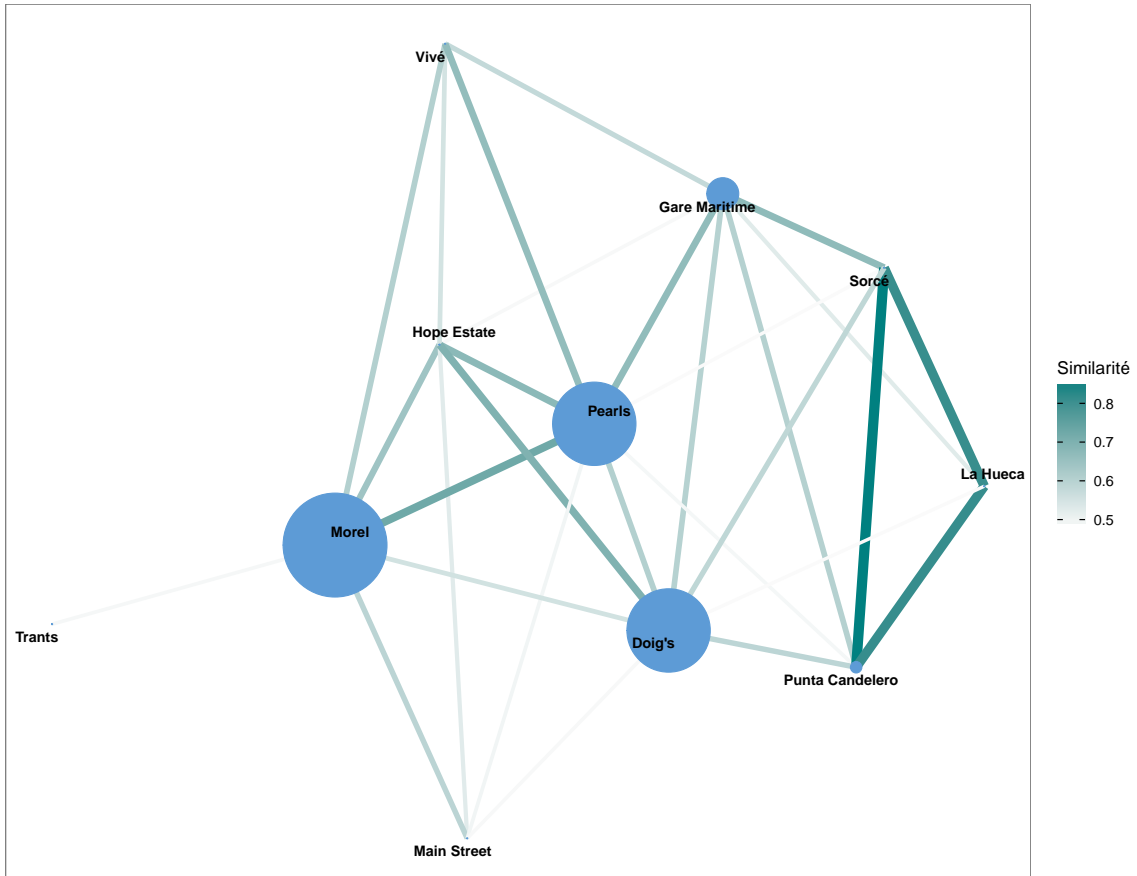 Vivé
Gare Maritime
Sorcé
Hope Estate
Pearls
La Hueca
Morel
Doig's
Trants
Punta Candelero
Main Street
Similarité
0.8
0.7
0.6
0.5